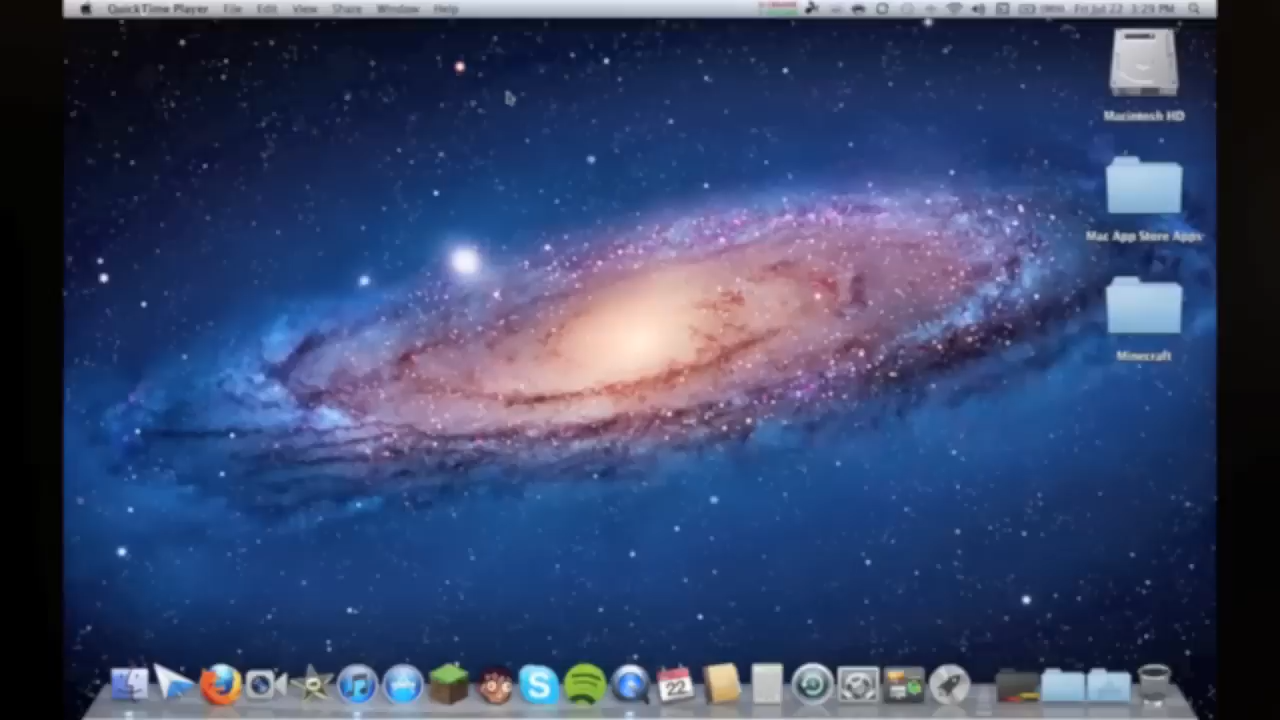 QuickTime Player File Edit View Share Window Help Fri Jul 22 3:29 PM
Macintosh HD
Mac App Store Apps
Minecraft
22